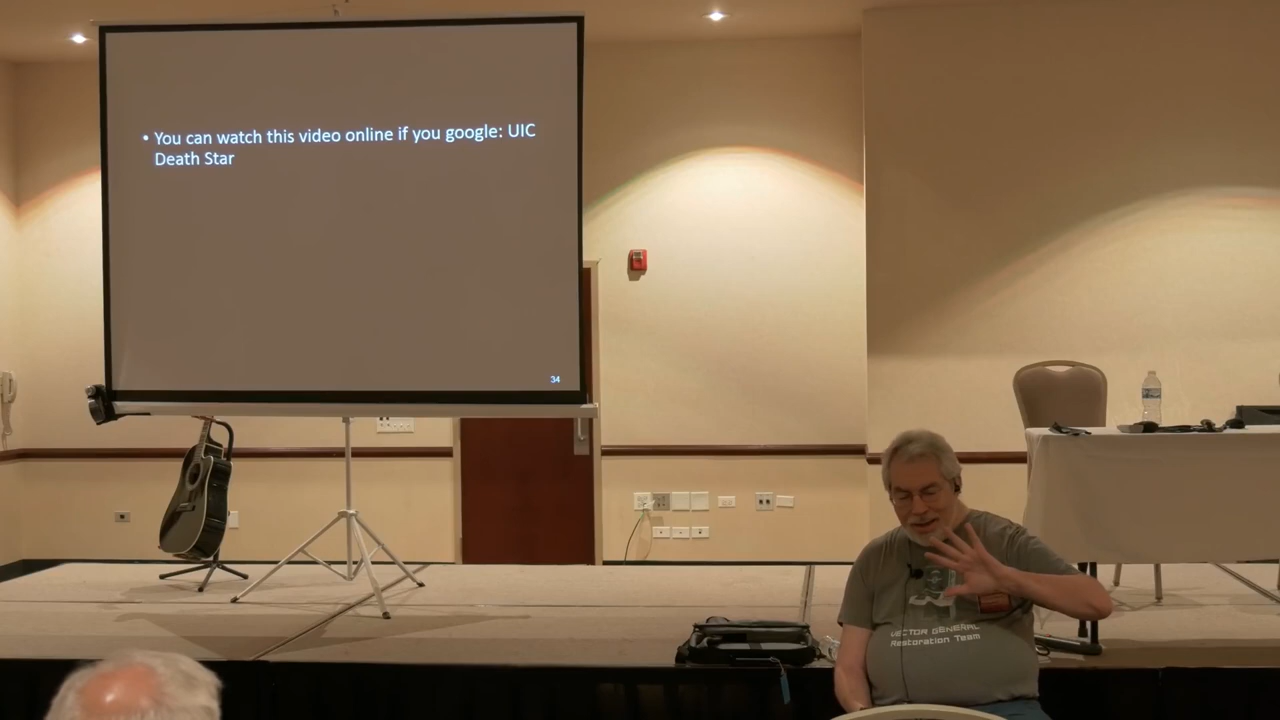 • You can watch this video online if you google: UIC
Death Star
34
VECTOR GENERAL
Restoration Team